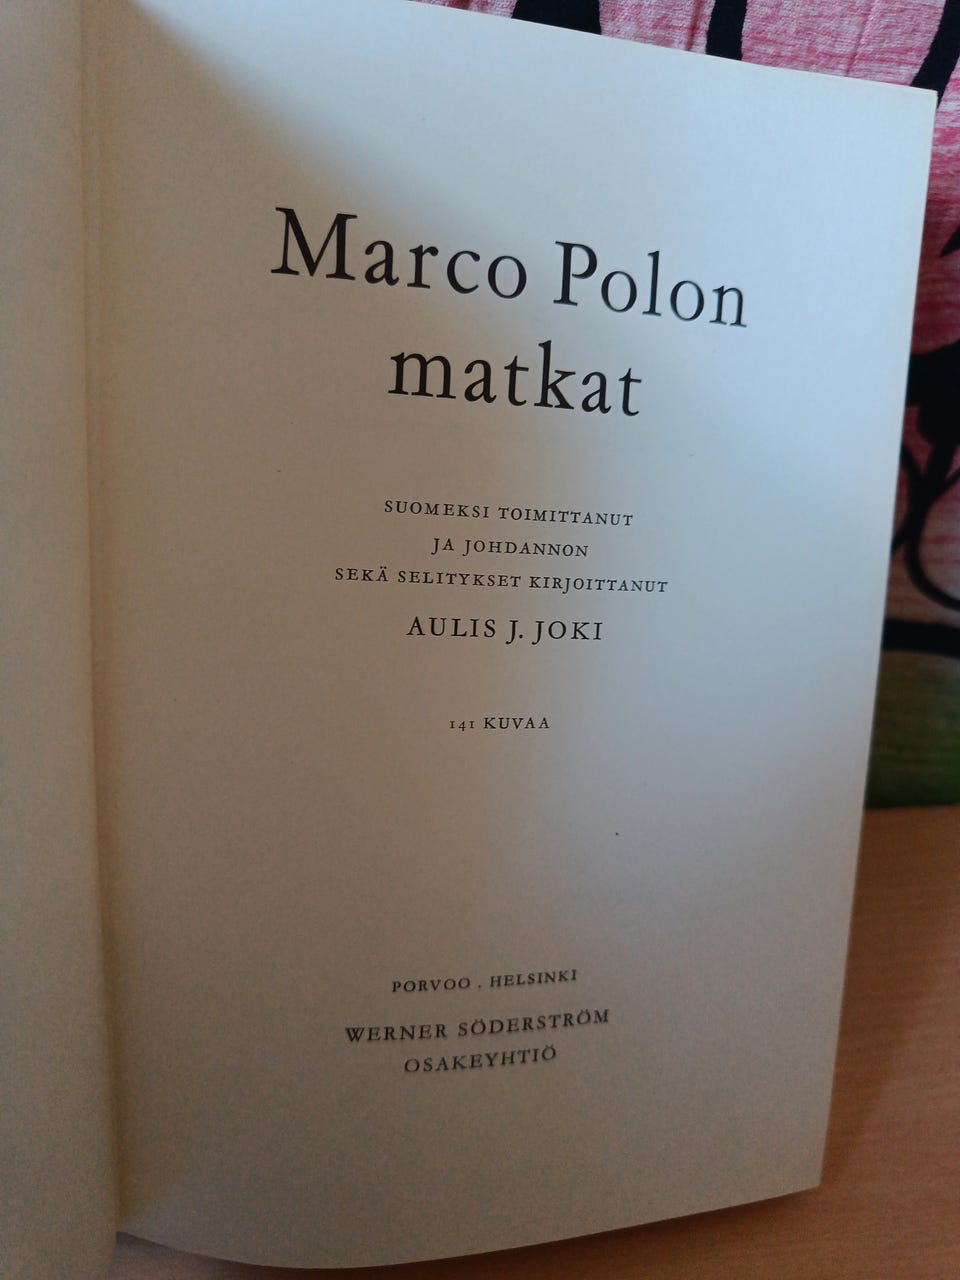 Marco Polon
matkat
SUOMEKSI TOIMITTANUT
JA JOHDANNON
SEKÄ SELITYKSET KIRJOITTANUT
AULIS J. JOKI
141 KUVAA
PORVOO . HELSINKI
WERNER SÖDERSTRÖM
OSAKEYHTIÖ